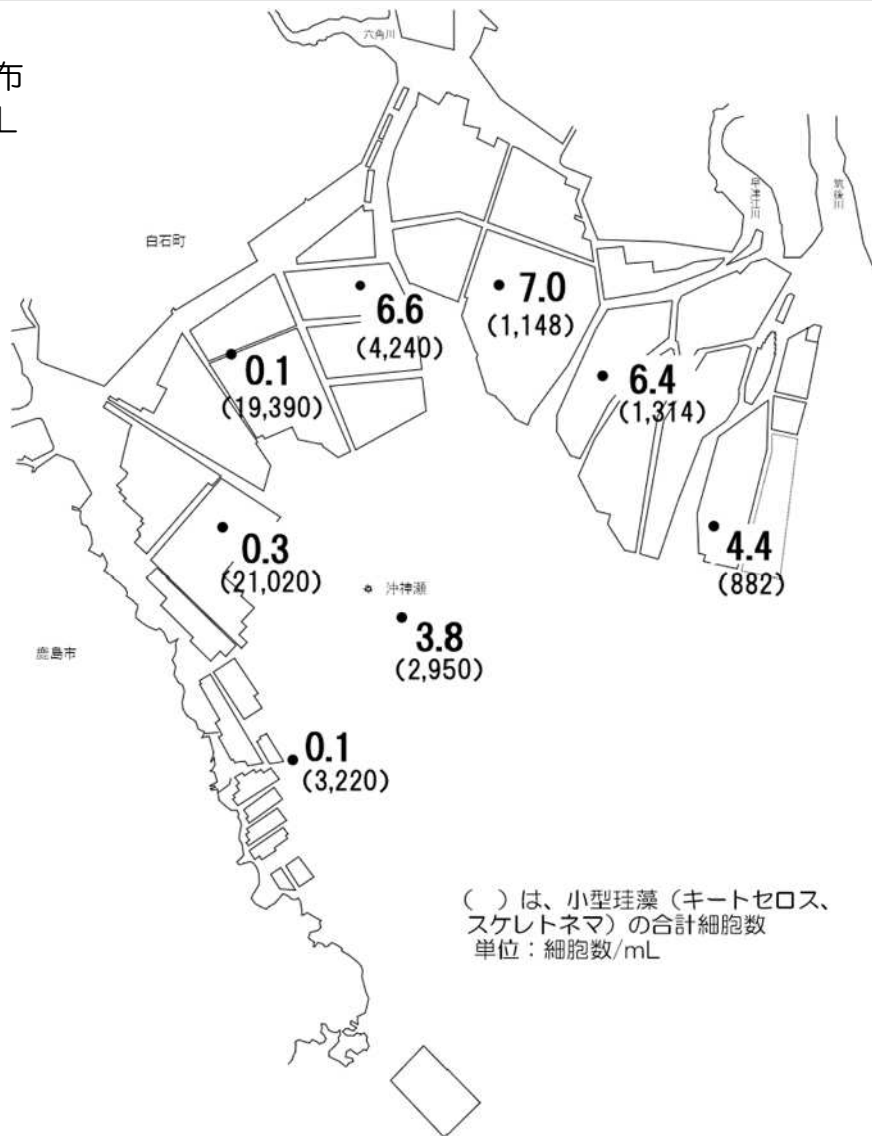 六角川
布
L
早津江川
筑後川
白石町
7.0
(1,148)
6.6
(4,240)
0.1
(19,390)
6.4
(1,314)
0.3
(21,020)
4.4
(882)
沖神瀬
3.8
(2,950)
鹿島市
0.1
(3,220)
( )は、小型珪藻(キートセロス、
スケレトネマ)の合計細胞数
単位:細胞数/mL